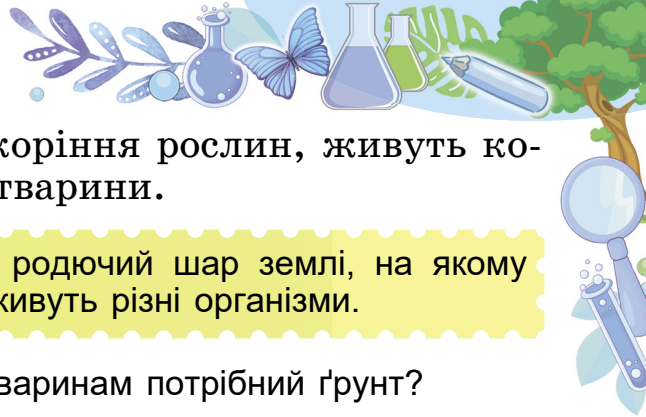 коріння рослин, живуть ко-
тварини.
родючий шар землі, на якому
живуть різні організми.
варинам потрібний ґрунт?